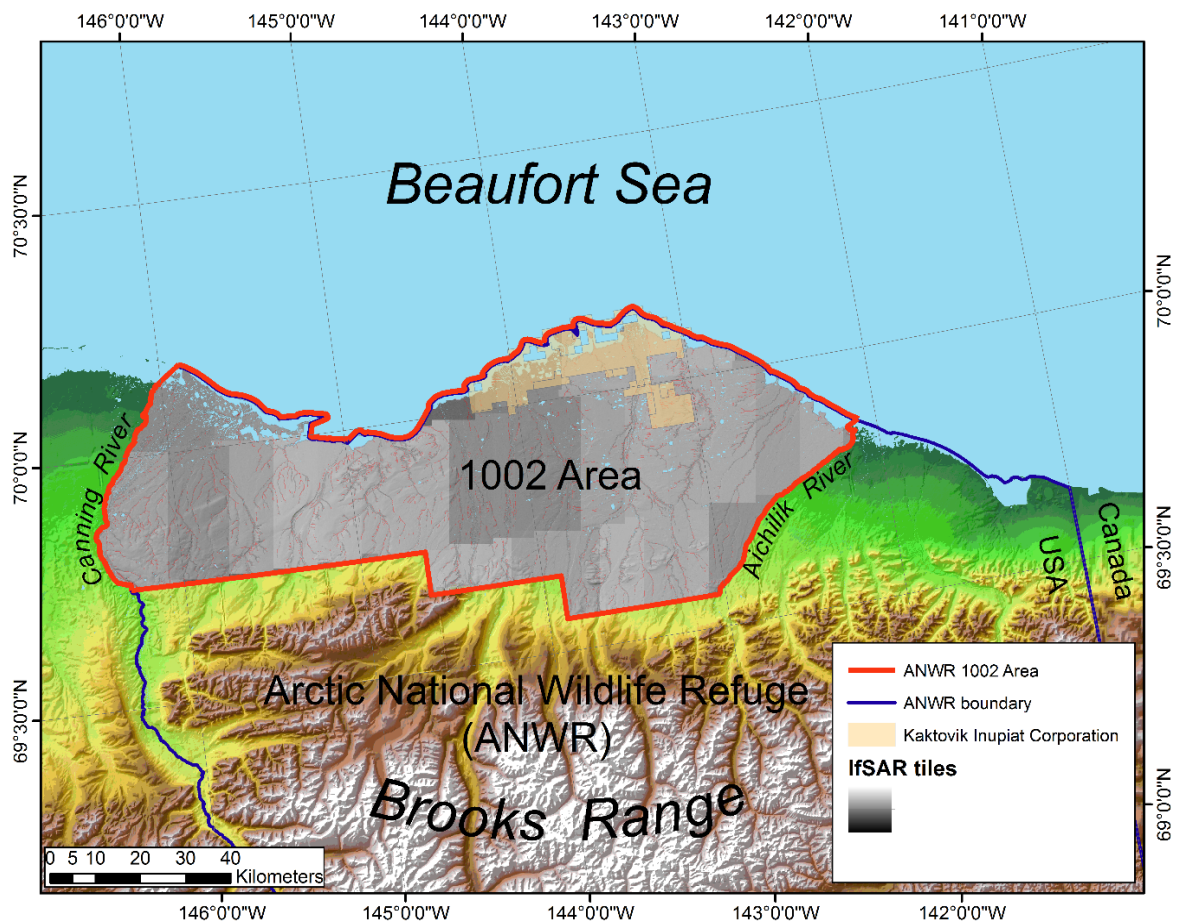 146°0'0"W
145°0'0"W
144°0'0"W
143°0'0"W
142°0'0"W
141°0'0"W
70°30'0"N
70°0'0"N
69°30'0"N
70°0'0"N
69°30'0"N
69°0'0"N
Beaufort Sea
Canning River
1002 Area
Aichilik River
USA
Canada
Arctic National Wildlife Refuge
(ANWR)
Brooks Range
ANWR 1002 Area
ANWR boundary
Kaktovik Inupiat Corporation
IfSAR tiles
0 5 10 20 30 40
Kilometers
146°0'0"W
145°0'0"W
144°0'0"W
143°0'0"W
142°0'0"W